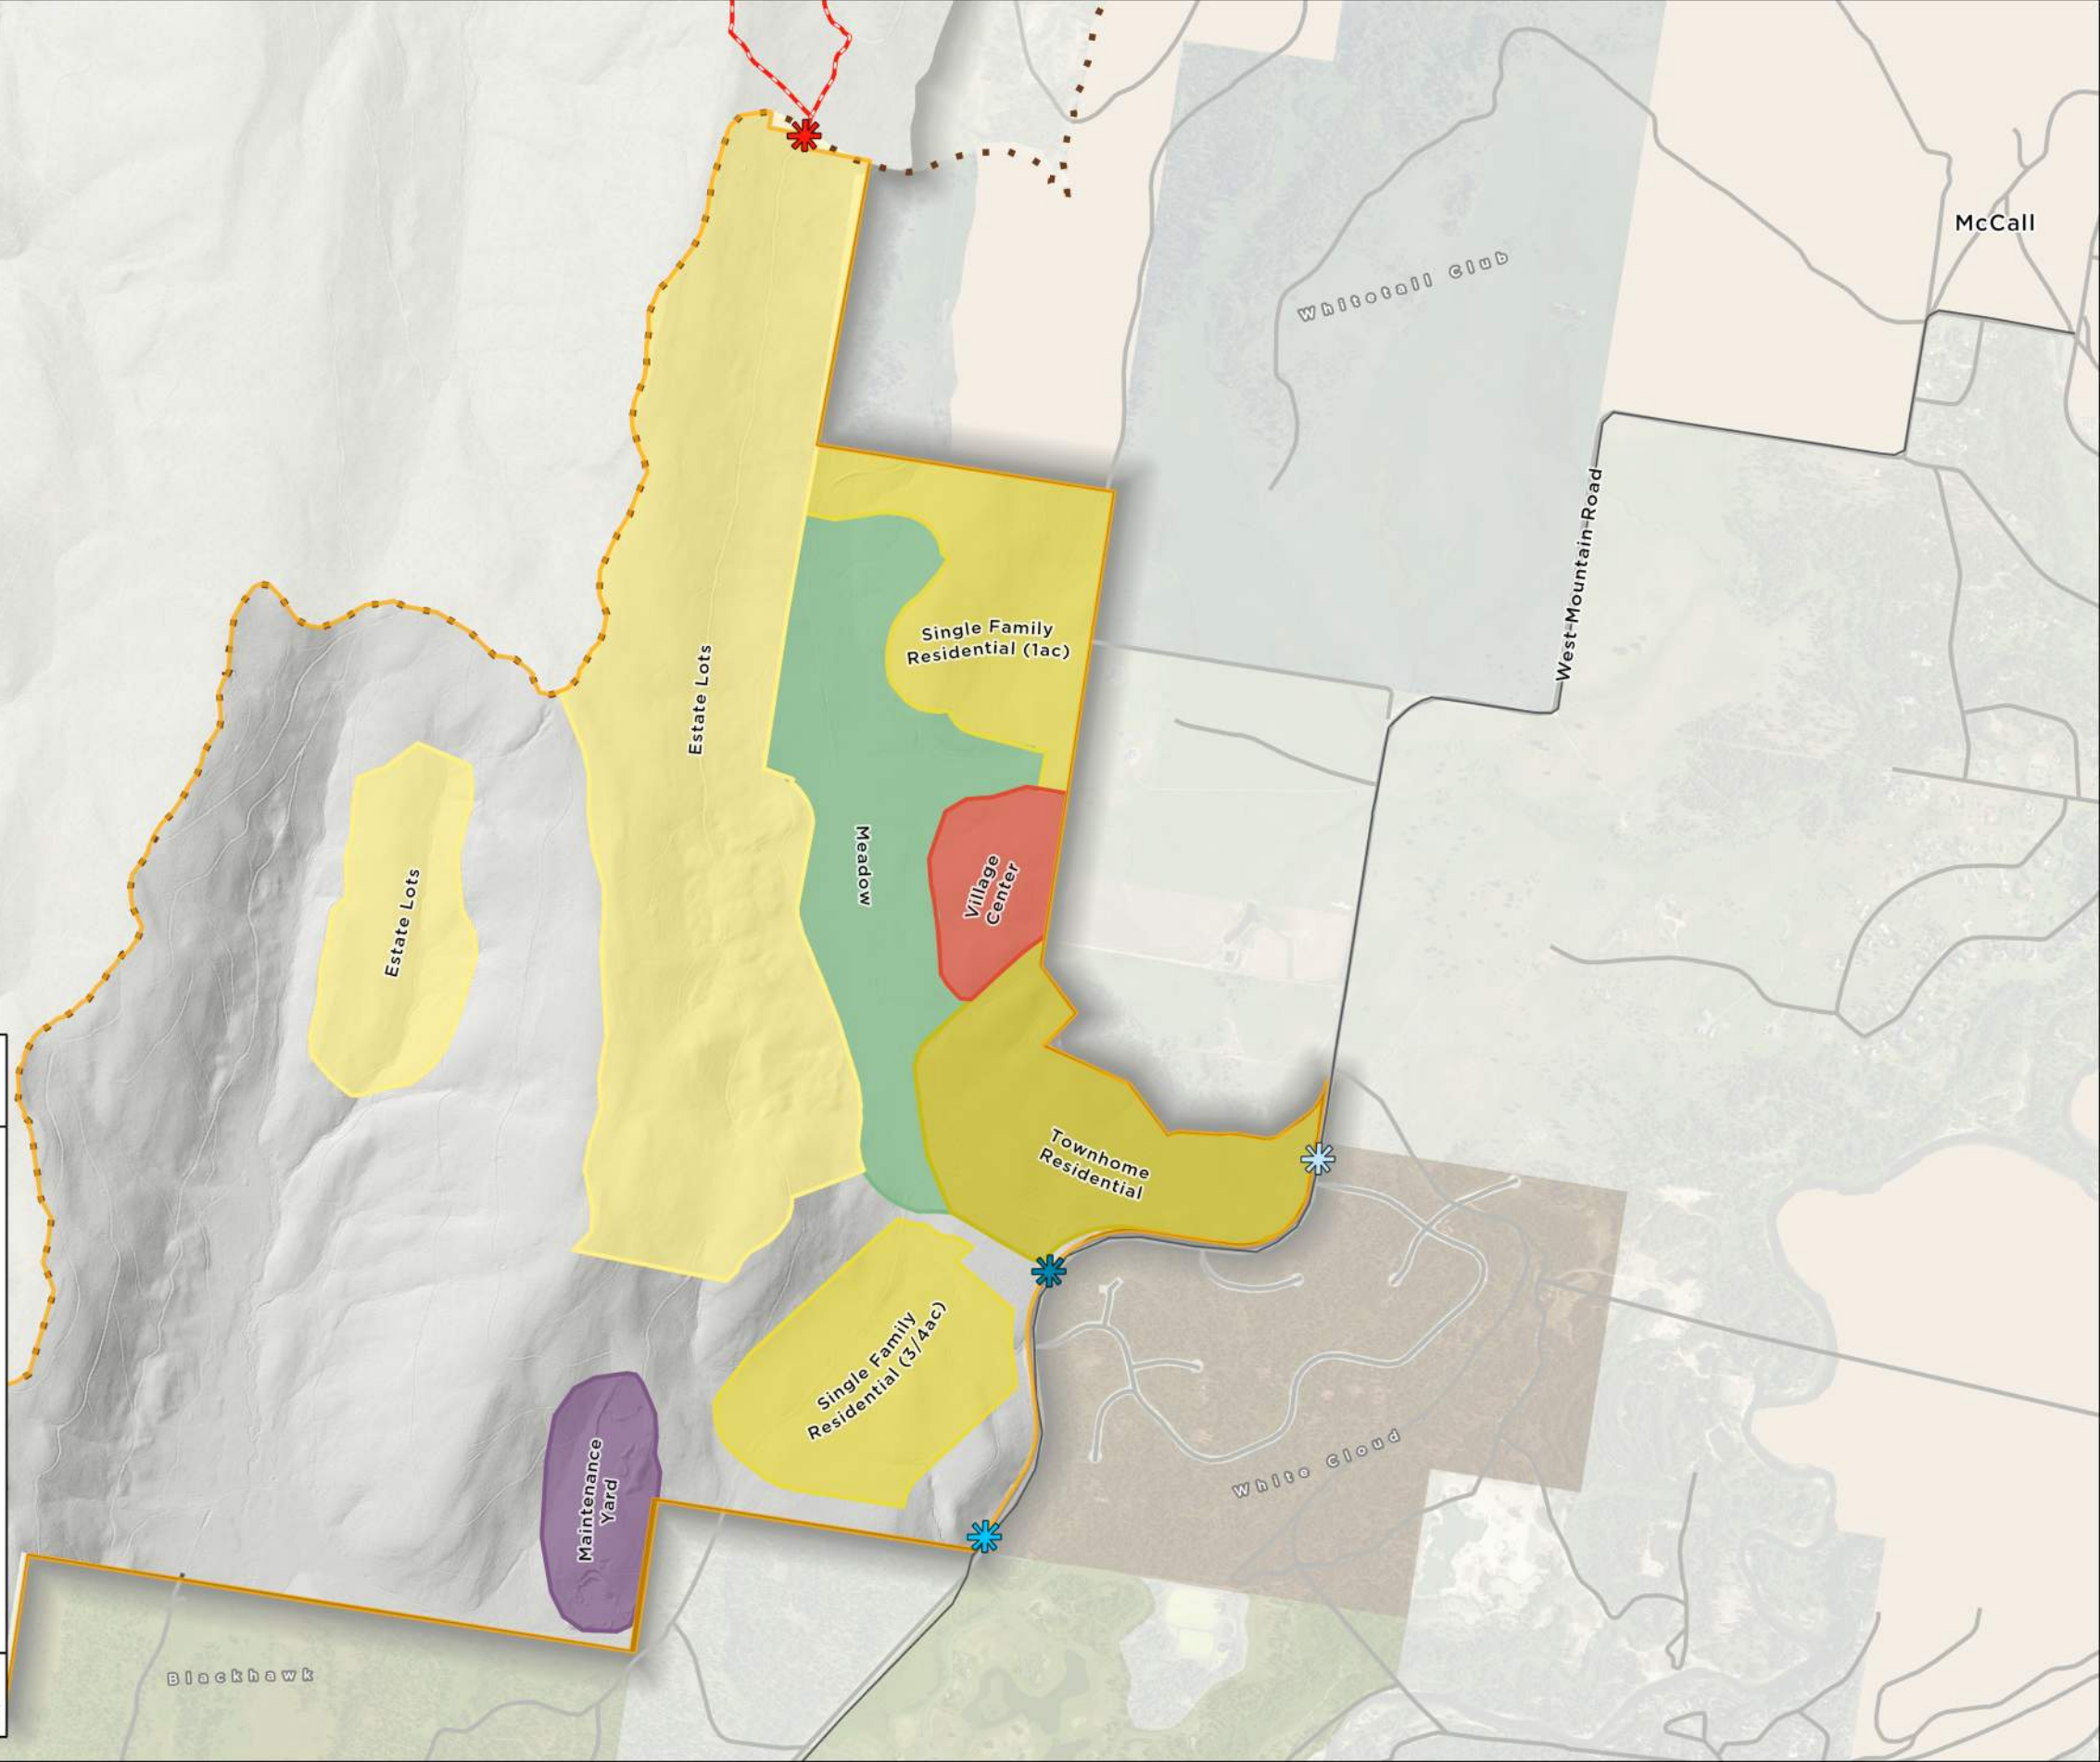 McCall
Whitetail Club
West Mountain Road
Single Family
Residential (1ac)
Estate Lots
Meadow
Village
Center
Estate Lots
Townhome
Residential
Single Family
Residential (3/4ac)
Maintenance
Yard
White Cloud
Blackhawk